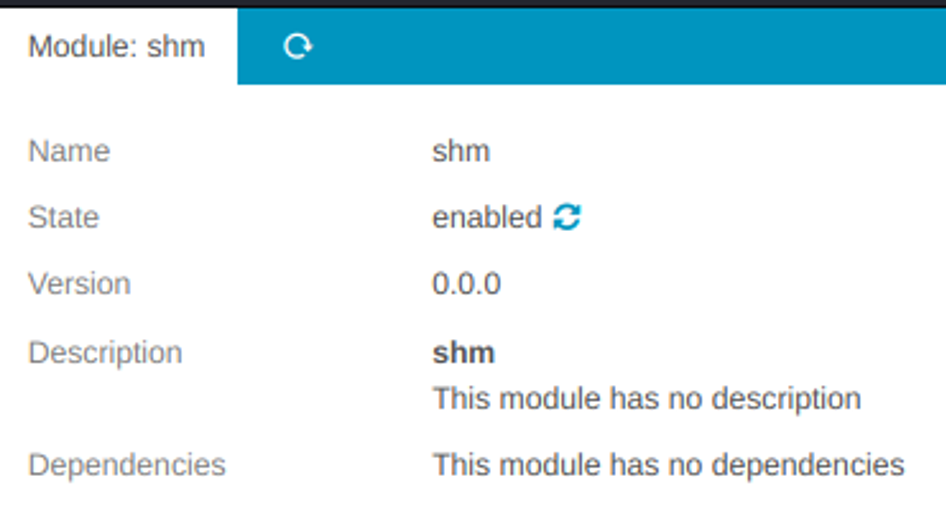 Module: shm
Name shm
State enabled
Version 0.0.0
Description shm
This module has no description
Dependencies This module has no dependencies